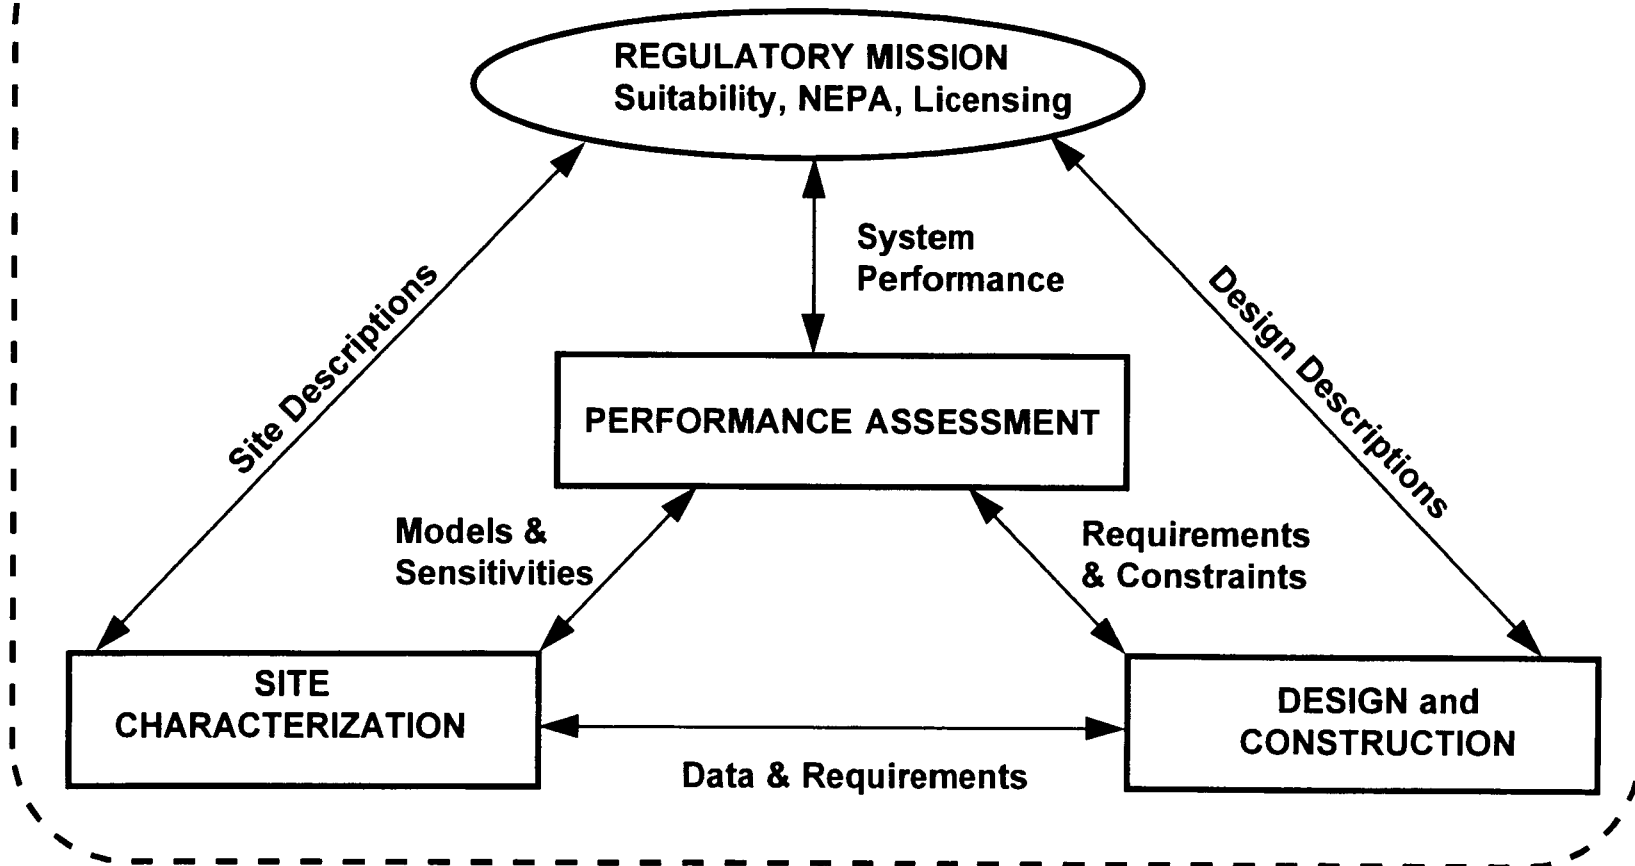 REGULATORY MISSION
Suitability, NEPA, Licensing
System
Performance
Site Descriptions
Design Descriptions
PERFORMANCE ASSESSMENT
Models &
Sensitivities
Requirements
& Constraints
SITE
CHARACTERIZATION
DESIGN and
CONSTRUCTION
Data & Requirements